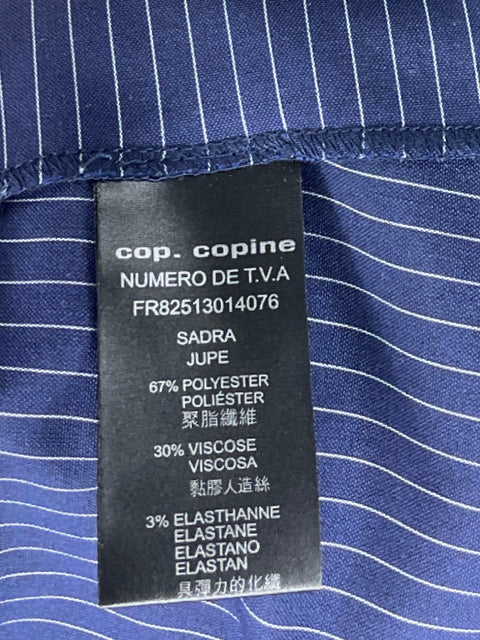 cop. copine
NUMERO DE T.V.A
FR82513014076
SADRA
JUPE
67% POLYESTER
POLIÉSTER
聚脂纖維
30% VISCOSE
VISCOSA
黏膠人造絲
3% ELASTHANNE
ELASTANE
ELASTANO
ELASTAN
具彈力的化纖